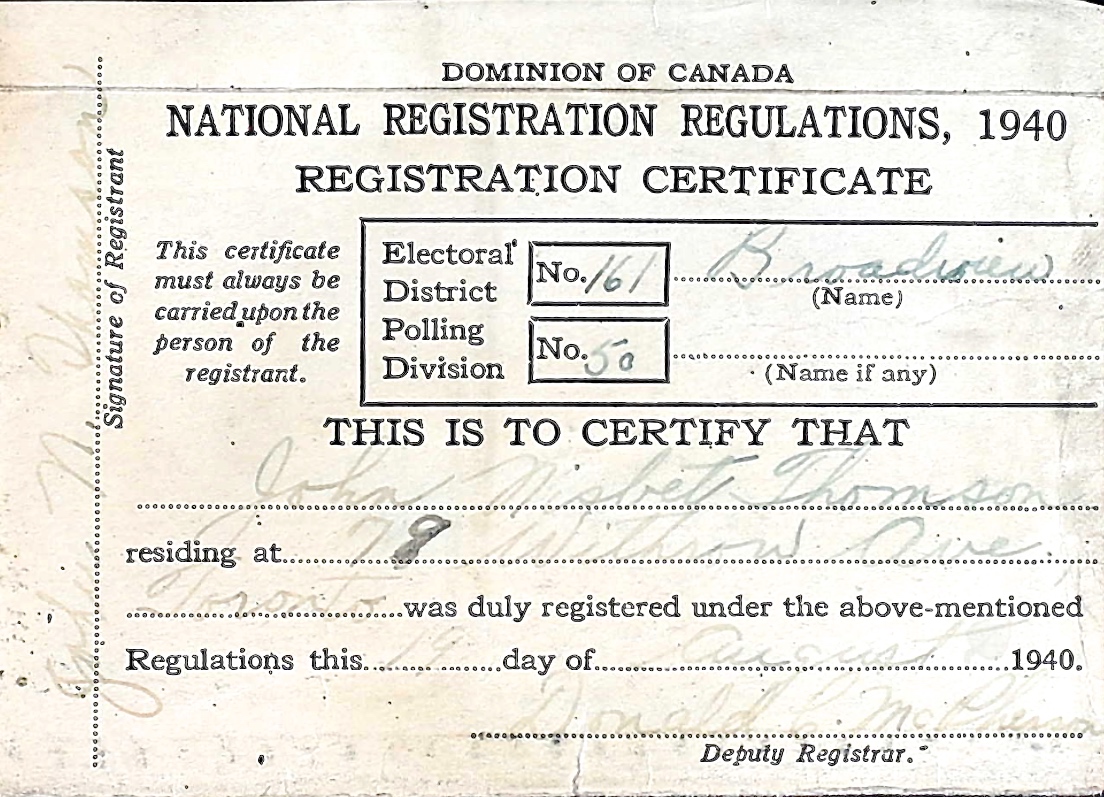 DOMINION OF CANADA
NATIONAL REGISTRATION REGULATIONS, 1940
REGISTRATION CERTIFICATE
This certificate
must always be
carried upon the
person of the
registrant.
Electoral District No. 161 Broadview
(Name)
Polling Division No. 50
(Name if any)
THIS IS TO CERTIFY THAT
John Nisbet Thomson
residing at 78 Withrow Ave.
Toronto was duly registered under the above-mentioned
Regulations this 19 day of August 1940.
Donald L. McPherson
Deputy Registrar.
Signature of Registrant
John N Thomson